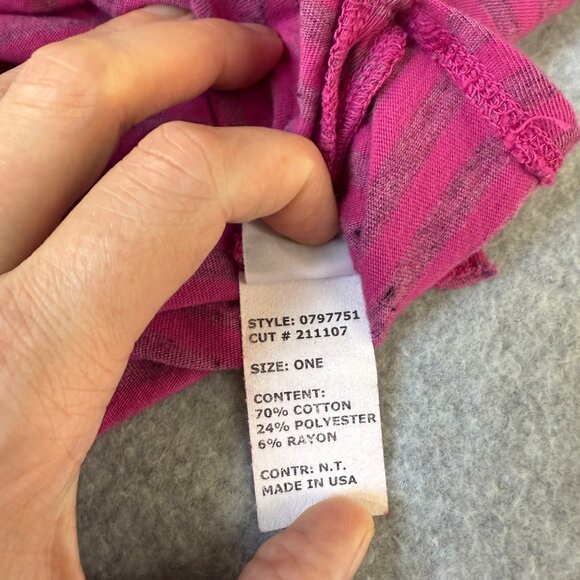 STYLE: 0797751
CUT # 211107
SIZE: ONE
CONTENT:
70% COTTON
24% POLYESTER
6% RAYON
CONTR: N.T.
MADE IN USA